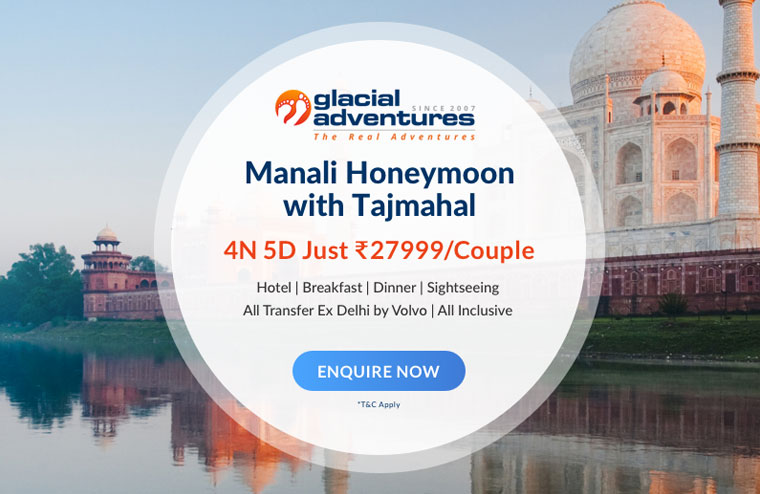 glacial
SINCE 2007
adventures
The Real Adventures
Manali Honeymoon
with Tajmahal
4N 5D Just ₹27999/Couple
Hotel | Breakfast | Dinner | Sightseeing
All Transfer Ex Delhi by Volvo | All Inclusive
ENQUIRE NOW
*T&C Apply